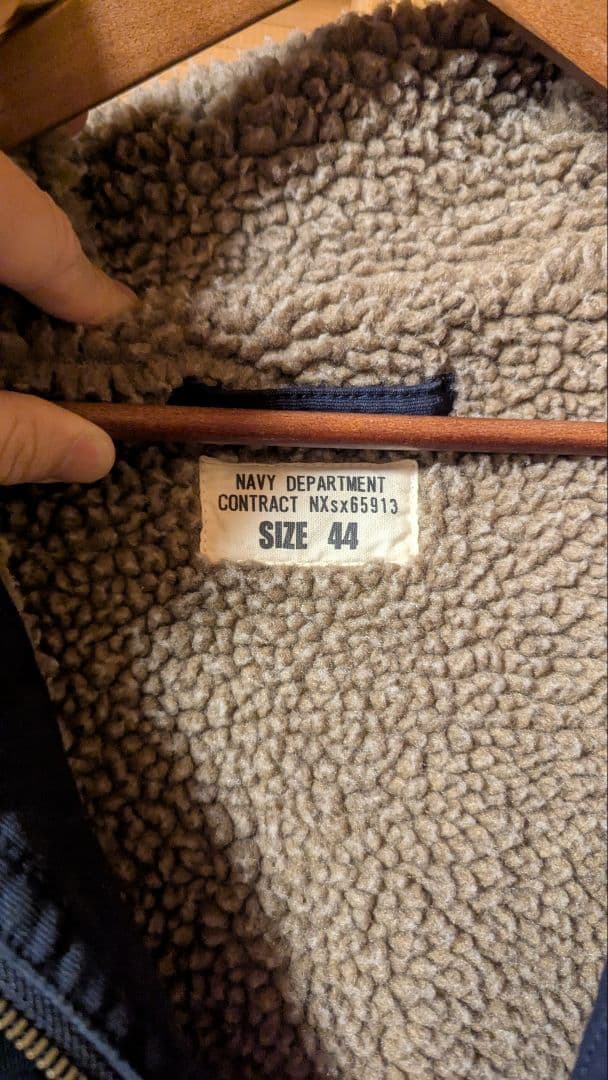 NAVY DEPARTMENT
CONTRACT NXsx65913
SIZE 44